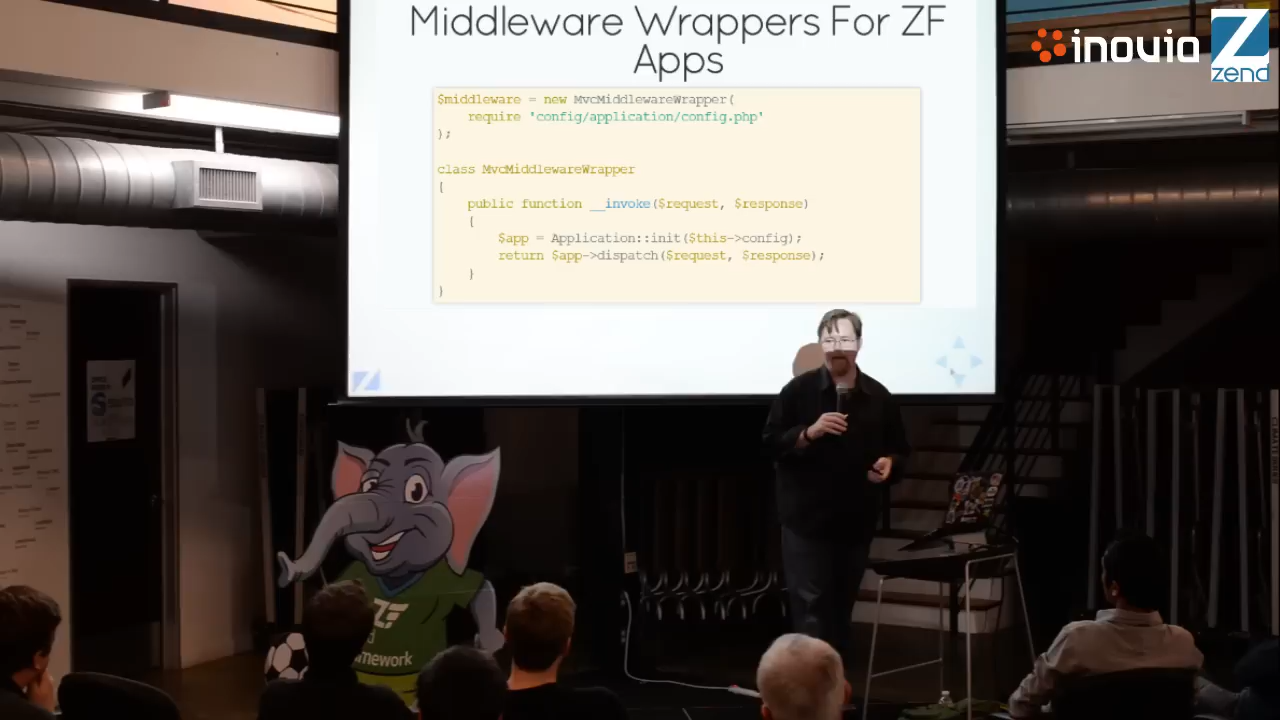 Middleware Wrappers For ZF
Apps
inovia
zend
$middleware = new MvcMiddlewareWrapper(
require 'config/application/config.php'
);
class MvcMiddlewareWrapper
{
public function __invoke($request, $response)
{
$app = Application::init($this->config);
return $app->dispatch($request, $response);
}
}
ZF
mework